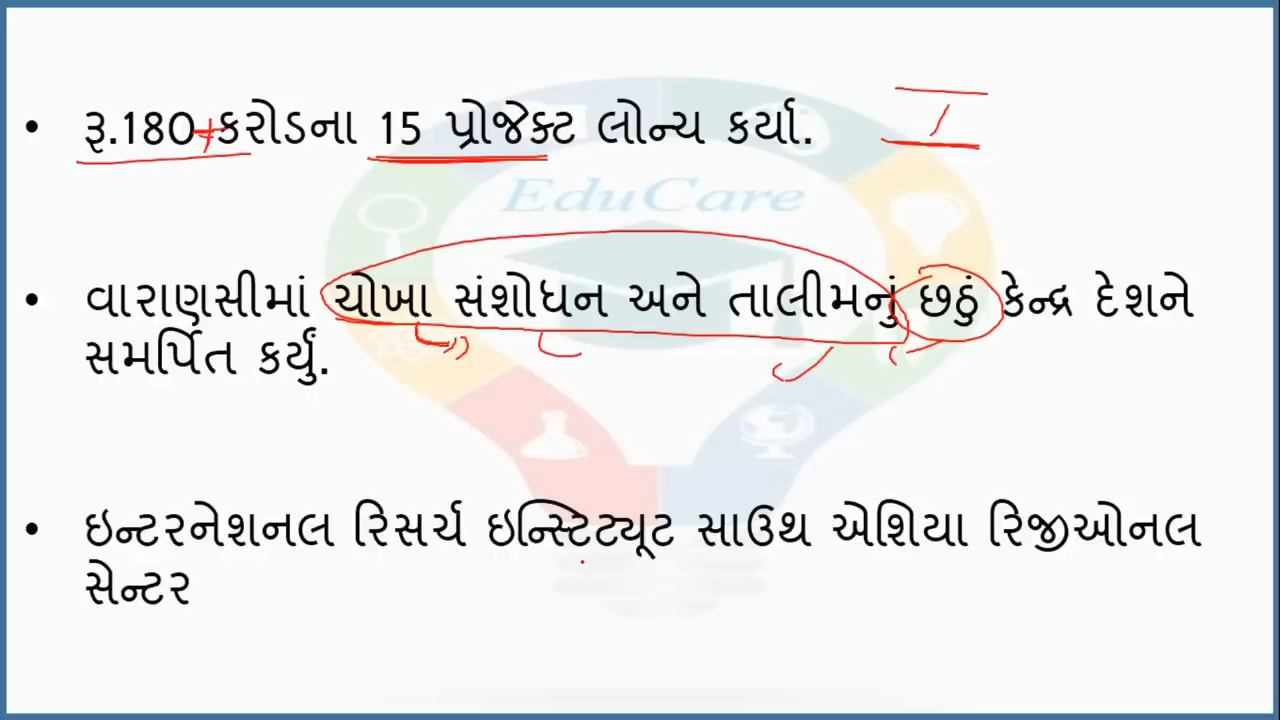 • રૂ.180+કરોડના 15 પ્રોજેક્ટ લોન્ચ કર્યા.
EduCare
• વારાણસીમાં ચોખા સંશોધન અને તાલીમનું છઠ્ઠું કેન્દ્ર દેશને
સમર્પિત કર્યું.
• ઇન્ટરનેશનલ રિસર્ચ ઇન્સ્ટિટ્યૂટ સાઉથ એશિયા રિજીઓનલ
સેન્ટર